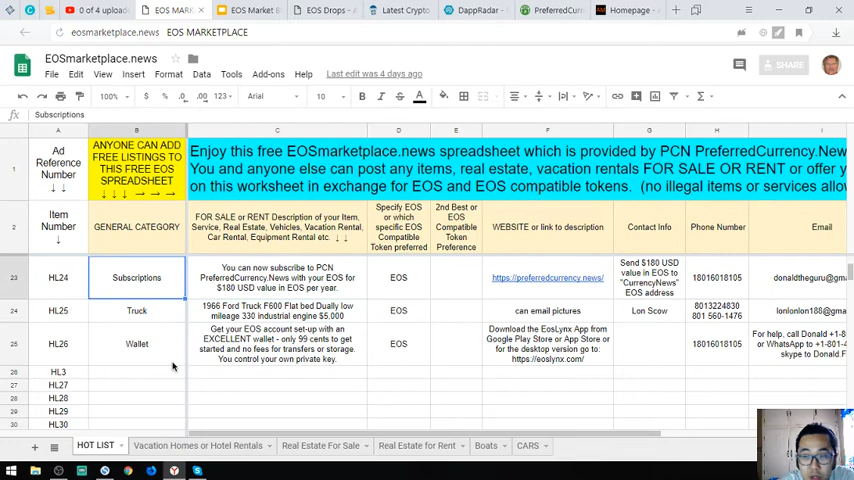 0 of 4 upload
EOS MARK
EOS Market B
EOS Drops - A
Latest Crypto
DappRadar -
PreferredCurr
Homepage -
eosmarketplace.news EOS MARKETPLACE
EOSmarketplace.news
File Edit View Insert Format Data Tools Add-ons Help Last edit was 4 days ago
SHARE
100% $ % .0 .00 123 Arial 10 B I S A
Subscriptions
A B C D E F G H
Ad
Reference
Number
↓ ↓
ANYONE CAN ADD
FREE LISTINGS TO
THIS FREE EOS
SPREADSHEET
↓ ↓ ↓ → → →
Enjoy this free EOSmarketplace.news spreadsheet which is provided by PCN PreferredCurrency.New
You and anyone else can post any items, real estate, vacation rentals FOR SALE OR RENT or offer y
on this worksheet in exchange for EOS and EOS compatible tokens. (no illegal items or services allow
1
2
Item
Number
↓
GENERAL CATEGORY
FOR SALE or RENT Description of your Item,
Service, Real Estate, Vehicles, Vacation Rental,
Car Rental, Equipment Rental etc. ↓ ↓
Specify EOS
or which
specific
EOS
Compatible
Token preferred
2nd Best or
EOS
Compatible
Token
Preference
WEBSITE or link to description
Contact Info
Phone Number
Email
23
HL24
Subscriptions
You can now subscribe to PCN
PreferredCurrency.News with your EOS for
$180 USD value in EOS per year.
EOS
https://preferredcurrency.news/
Send $180 USD
value in EOS to
"CurrencyNews"
EOS address
18016018105
donaldtheguru@gma
24
HL25
Truck
1966 Ford Truck F600 Flat bed Dually low
mileage 330 industrial engine $5,000
EOS
can email pictures
Lon Scow
8013224830
801 560-1476
lonlonlon188@gma
25
HL26
Wallet
Get your EOS account set-up with an
EXCELLENT wallet - only 99 cents to get
started and no fees for transfers or storage.
You control your own private key.
EOS
Download the EosLynx App from
Google Play Store or App Store or
for the desktop version go to:
https://eoslynx.com/
18016018105
For help, call Donald +1-8
or WhatsApp to +1-801-4
skype to Donald.F
26 HL3
27 HL27
28 HL28
29 HL29
30 HL30
HOT LIST Vacation Homes or Hotel Rentals Real Estate For Sale Real Estate for Rent Boats CARS